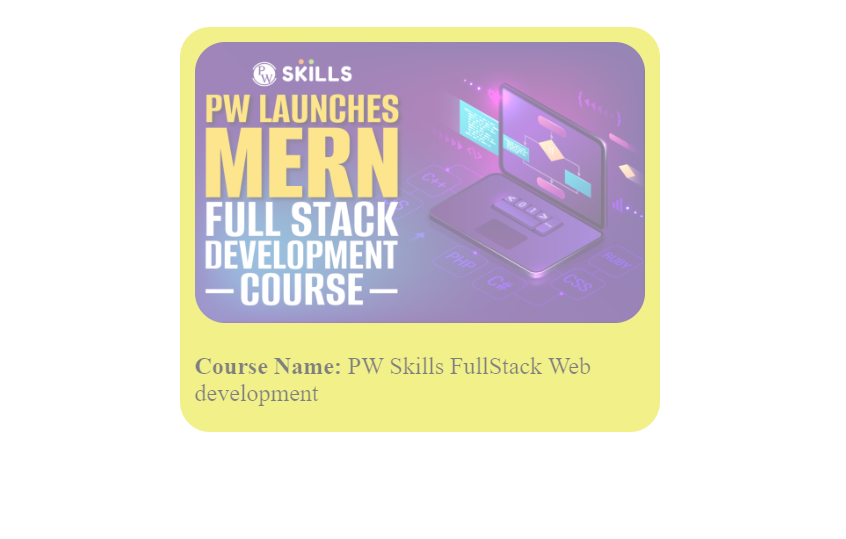 PW SKILLS
PW LAUNCHES
MERN
FULL STACK
DEVELOPMENT
— COURSE —
C++
</>
PHP
C#
CSS
RUBY
Course Name: PW Skills FullStack Web
development